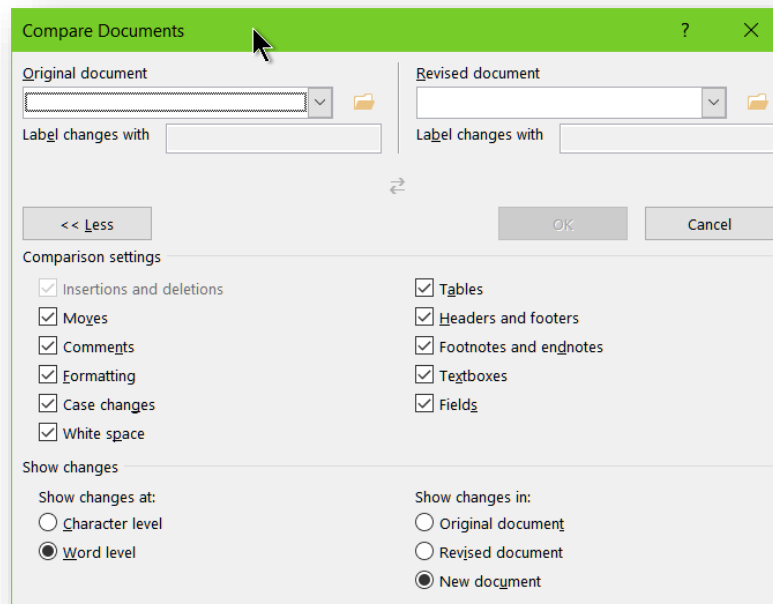 Compare Documents ?
Original document Revised document
Label changes with Label changes with
<< Less OK Cancel
Comparison settings
Insertions and deletions Tables
Moves Headers and footers
Comments Footnotes and endnotes
Formatting Textboxes
Case changes Fields
White space
Show changes
Show changes at: Show changes in:
Character level Original document
Word level Revised document
New document